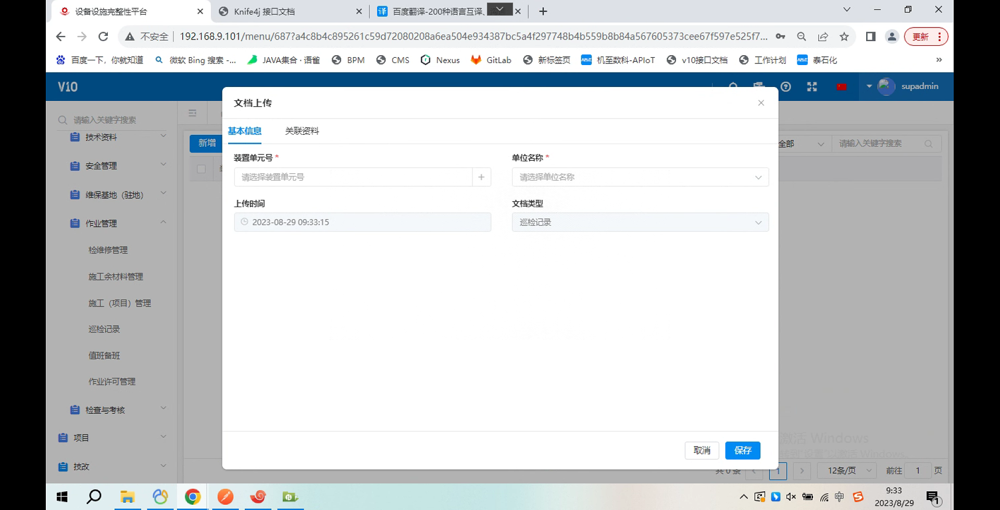 设备设施完整性平台
Knife4j 接口文档
译 百度翻译-200种语言互译、
不安全 192.168.9.101/menu/687?a4c8b4c895261c59d72080208a6ea504e934387bc5a4f297748b4b559b8b84a567605373cee67f597e525f7...
更新
百度一下，你就知道
微软 Bing 搜索 -...
JAVA集合 · 语雀
BPM
CMS
Nexus
GitLab
新标签页
机至数科-APIoT
v10接口文档
工作计划
泰石化
V10
supadmin
请输入关键字搜索
技术资料
安全管理
维保基地（驻地）
作业管理
检维修管理
施工余材料管理
施工（项目）管理
巡检记录
值班备班
作业许可管理
检查与考核
项目
技改
新增
全部
请输入关键字搜索
文档上传
基本信息 关联资料
装置单元号 * 单位名称 *
请选择装置单元号 请选择单位名称
上传时间 文档类型
2023-08-29 09:33:15 巡检记录
取消 保存
激活 Windows
转到"设置"以激活 Windows。
共 0 条 1 12条/页 前往 1 页
中
9:33
2023/8/29
1